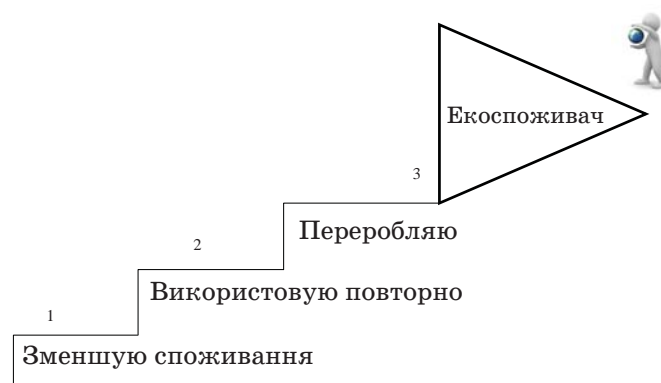 Екоспоживач
3
Переробляю
2
Використовую повторно
1
Зменшую споживання